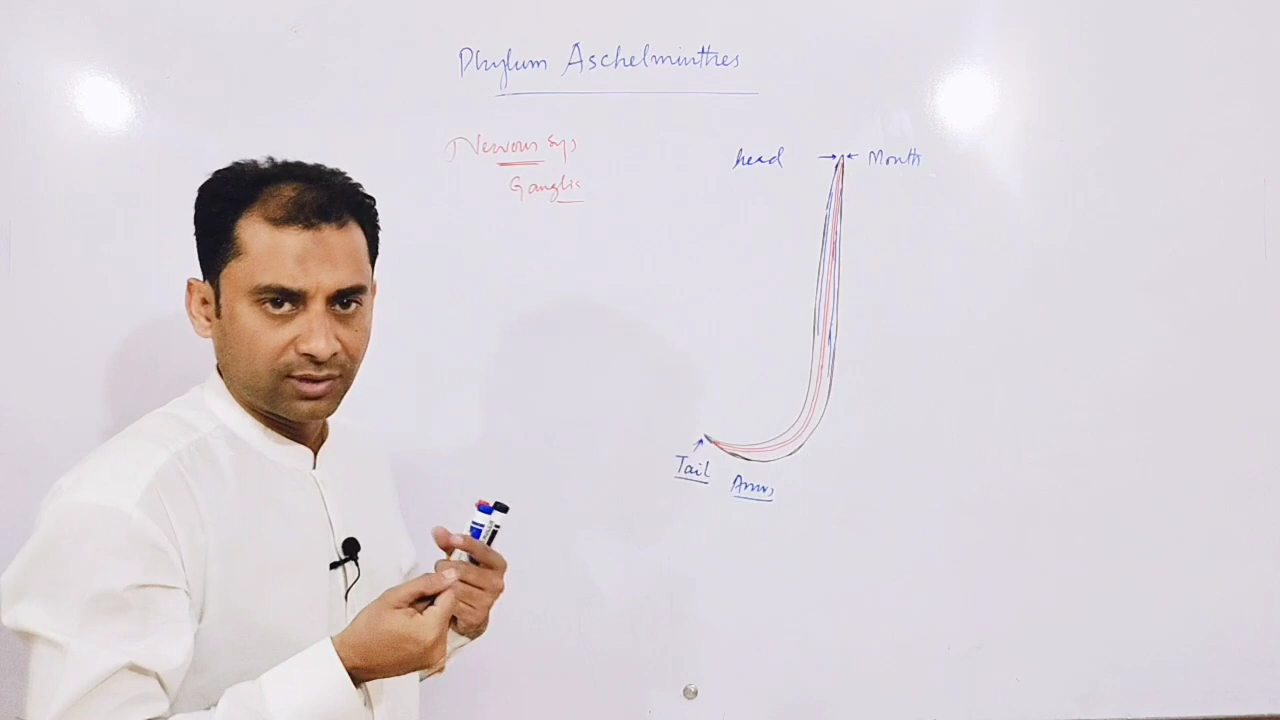 Phylum Aschelminthes
Nervous Sys
Ganglia
head
Mouth
Tail
Anus